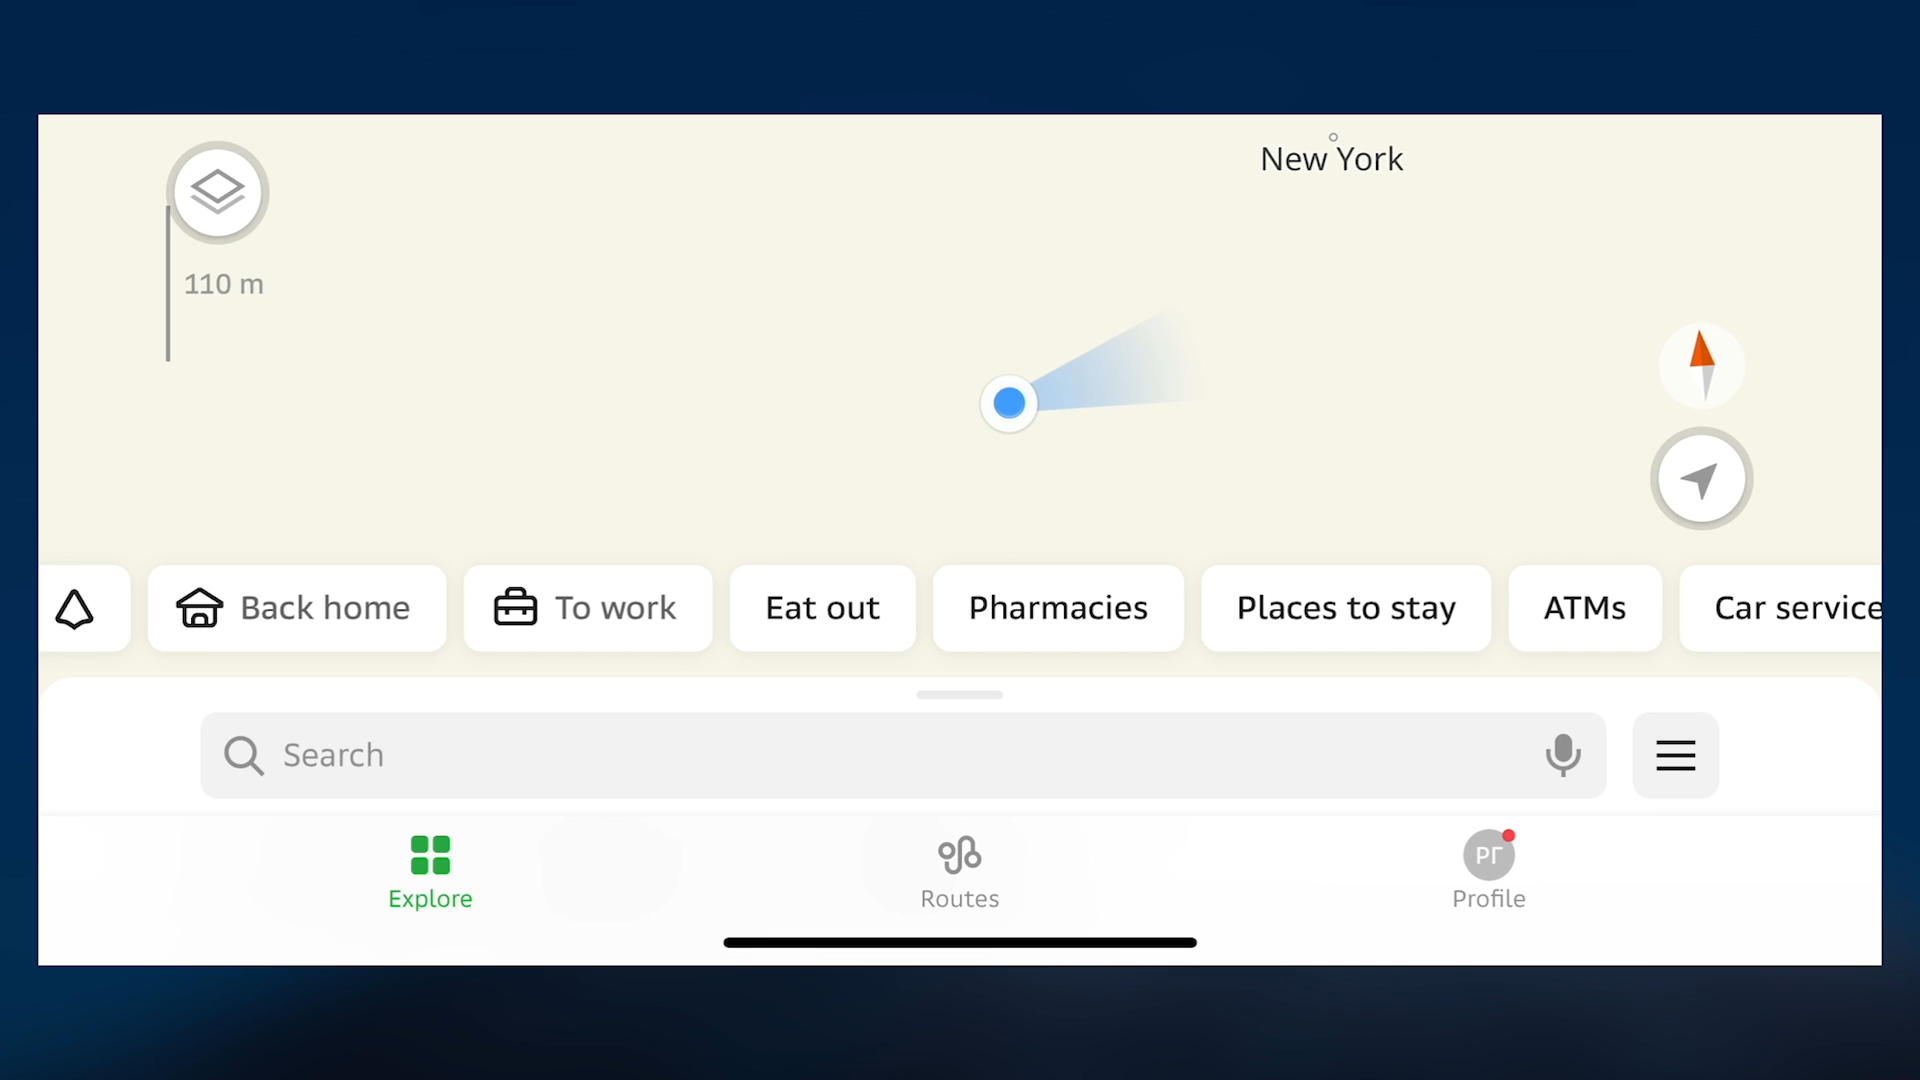 New York
110 m
Back home
To work
Eat out
Pharmacies
Places to stay
ATMs
Car service
Search
Explore
Routes
РГ
Profile